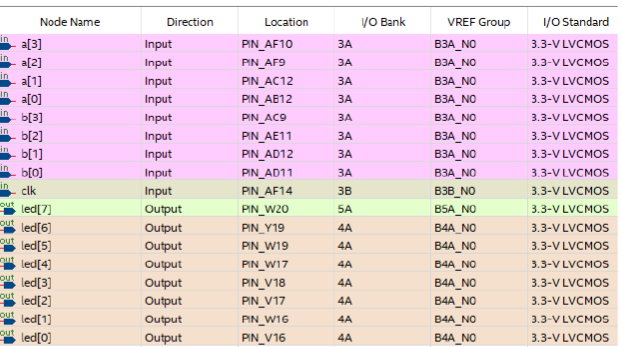 Node Name Direction Location I/O Bank VREF Group I/O Standard
in a[3] Input PIN_AF10 3A B3A_N0 3.3-V LVCMOS
in a[2] Input PIN_AF9 3A B3A_N0 3.3-V LVCMOS
in a[1] Input PIN_AC12 3A B3A_N0 3.3-V LVCMOS
in a[0] Input PIN_AB12 3A B3A_N0 3.3-V LVCMOS
in b[3] Input PIN_AC9 3A B3A_N0 3.3-V LVCMOS
in b[2] Input PIN_AE11 3A B3A_N0 3.3-V LVCMOS
in b[1] Input PIN_AD12 3A B3A_N0 3.3-V LVCMOS
in b[0] Input PIN_AD11 3A B3A_N0 3.3-V LVCMOS
in clk Input PIN_AF14 3B B3B_N0 3.3-V LVCMOS
out led[7] Output PIN_W20 5A B5A_N0 3.3-V LVCMOS
out led[6] Output PIN_Y19 4A B4A_N0 3.3-V LVCMOS
out led[5] Output PIN_W19 4A B4A_N0 3.3-V LVCMOS
out led[4] Output PIN_W17 4A B4A_N0 3.3-V LVCMOS
out led[3] Output PIN_V18 4A B4A_N0 3.3-V LVCMOS
out led[2] Output PIN_V17 4A B4A_N0 3.3-V LVCMOS
out led[1] Output PIN_W16 4A B4A_N0 3.3-V LVCMOS
out led[0] Output PIN_V16 4A B4A_N0 3.3-V LVCMOS